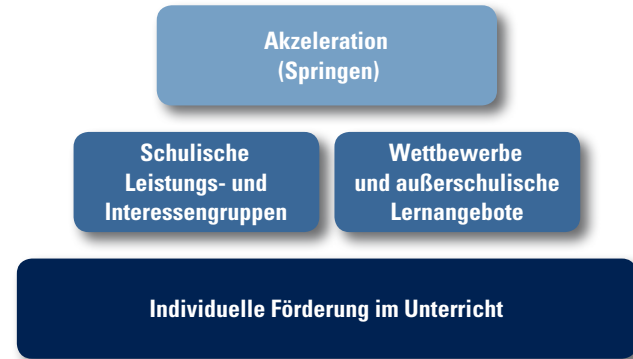 Akzeleration
(Springen)
Schulische
Leistungs- und
Interessengruppen
Wettbewerbe
und außerschulische
Lernangebote
Individuelle Förderung im Unterricht